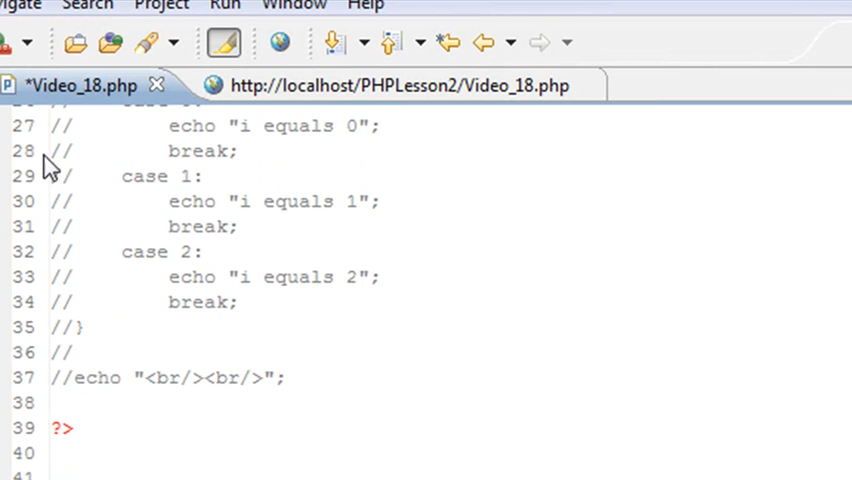 Search Project Run Window Help
*Video_18.php http://localhost/PHPLesson2/Video_18.php
27 // echo "i equals 0";
28 // break;
29 // case 1:
30 // echo "i equals 1";
31 // break;
32 // case 2:
33 // echo "i equals 2";
34 // break;
35 //}
36 //
37 //echo "<br/><br/>";
38
39 ?>
40
41